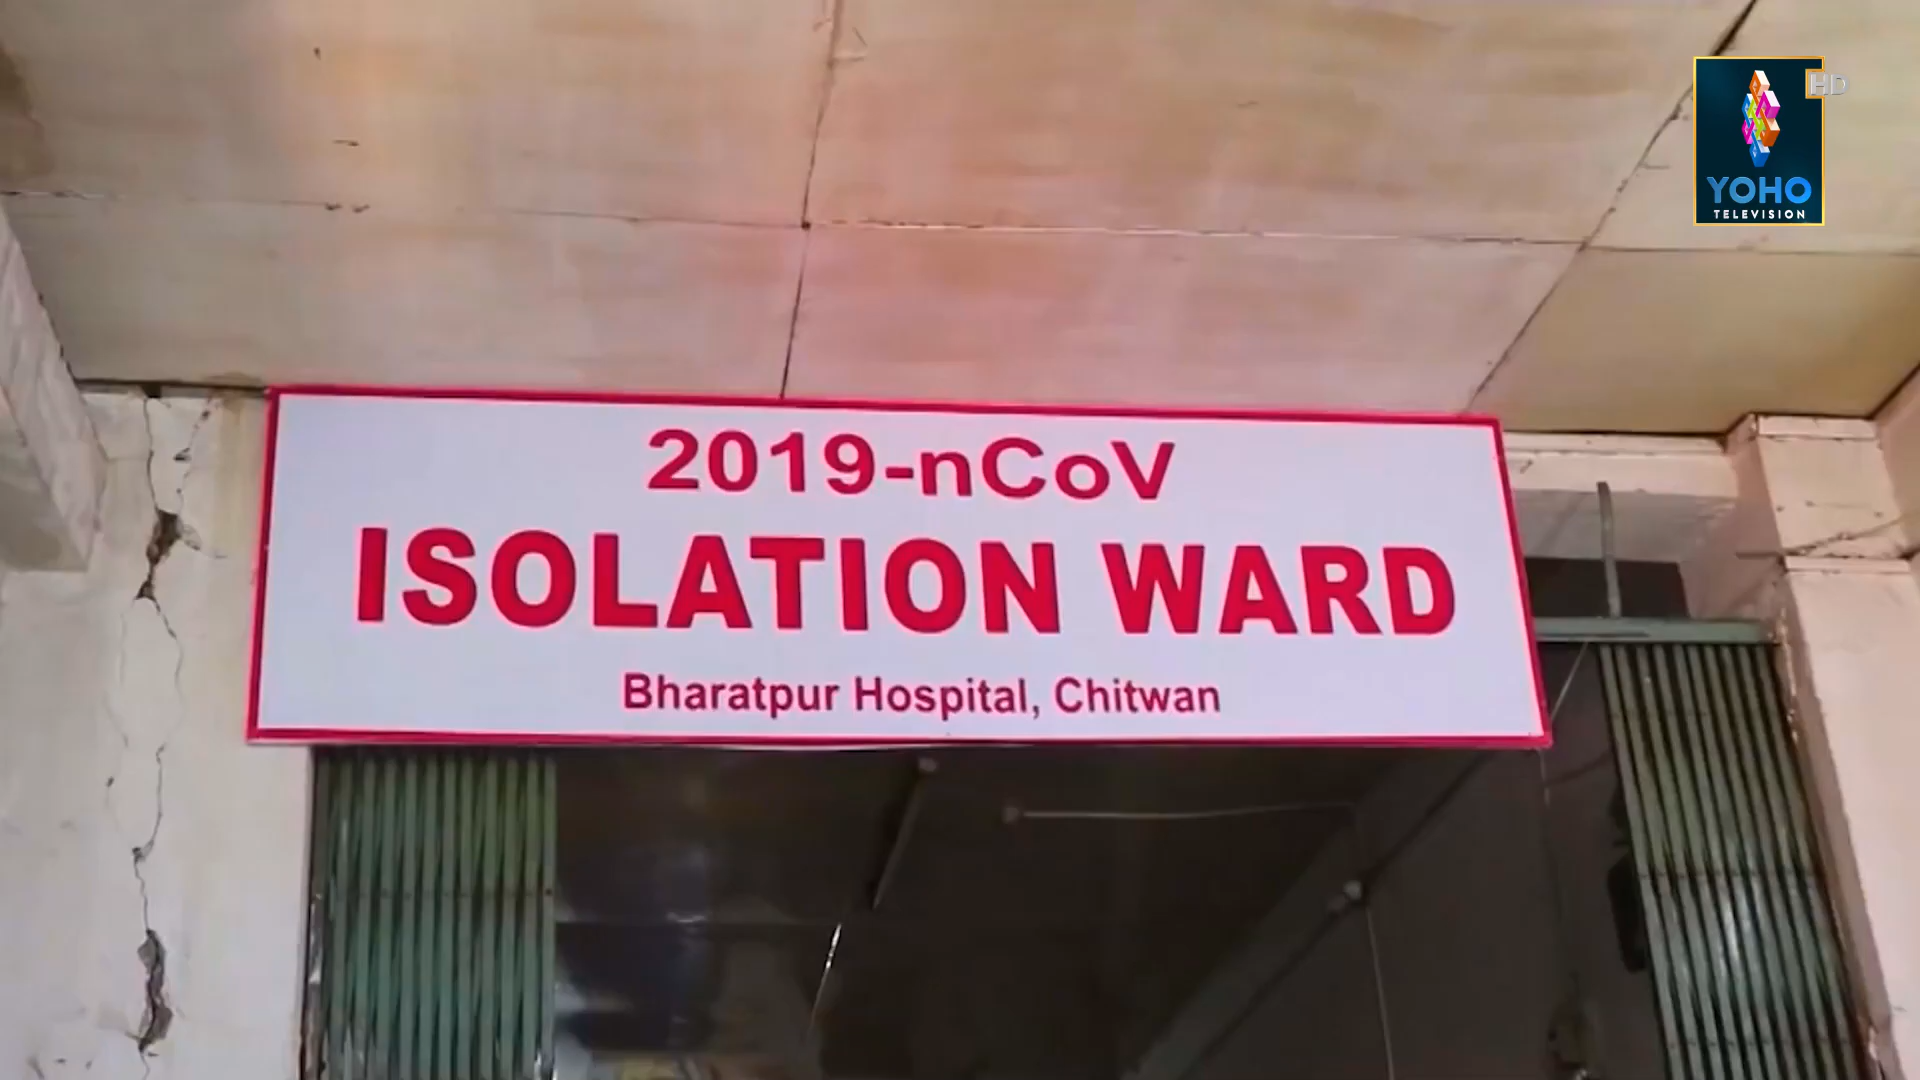 HD
YOHO
TELEVISION
2019-nCoV
ISOLATION WARD
Bharatpur Hospital, Chitwan